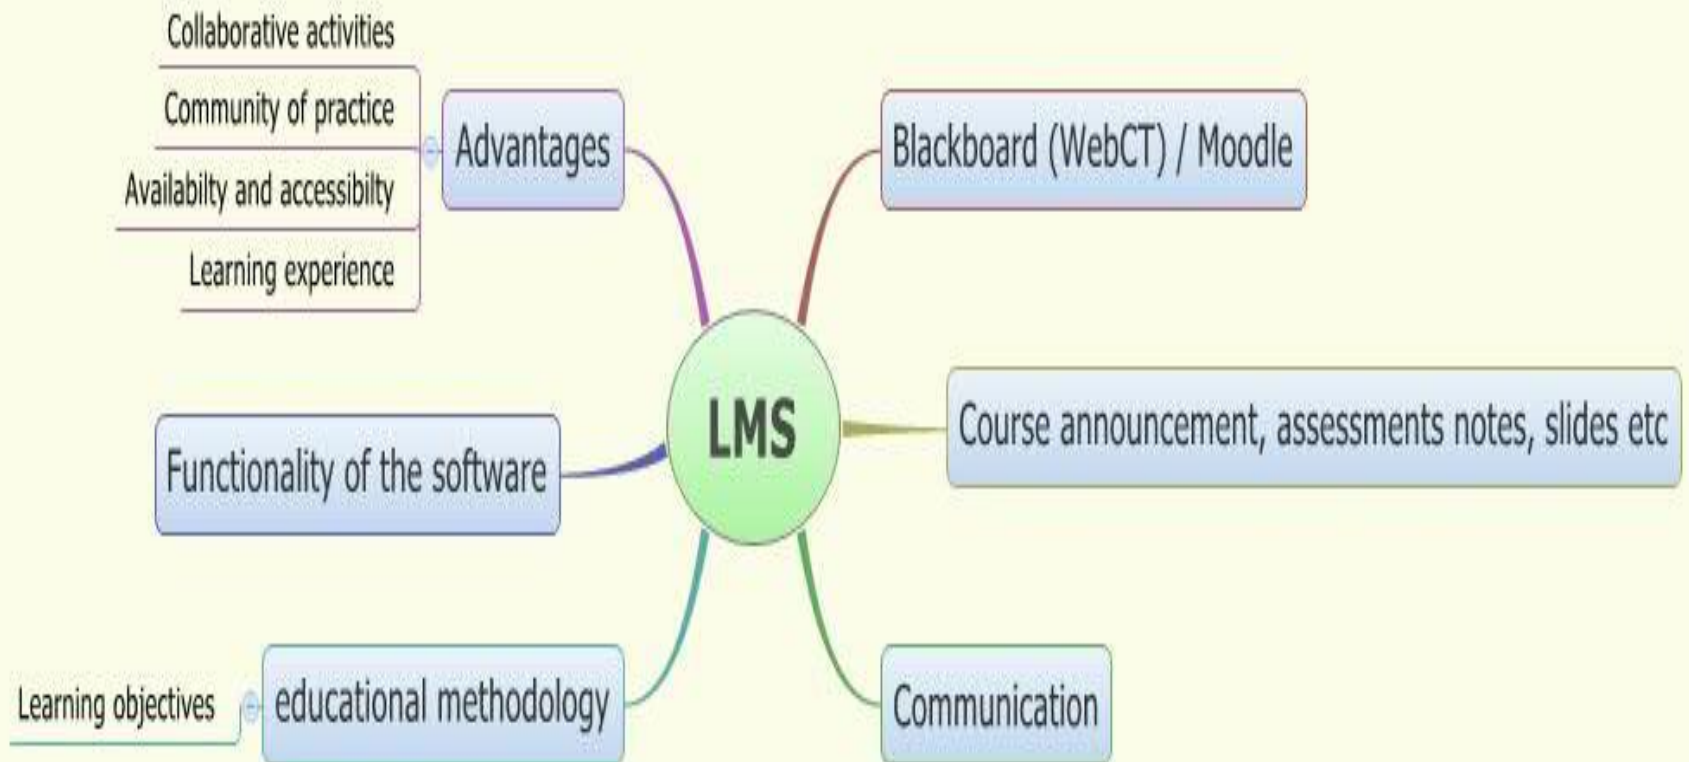 Collaborative activities
Community of practice
Availabilty and accessibilty
Learning experience
Advantages
Blackboard (WebCT) / Moodle
LMS
Functionality of the software
Course announcement, assessments notes, slides etc
Learning objectives
educational methodology
Communication